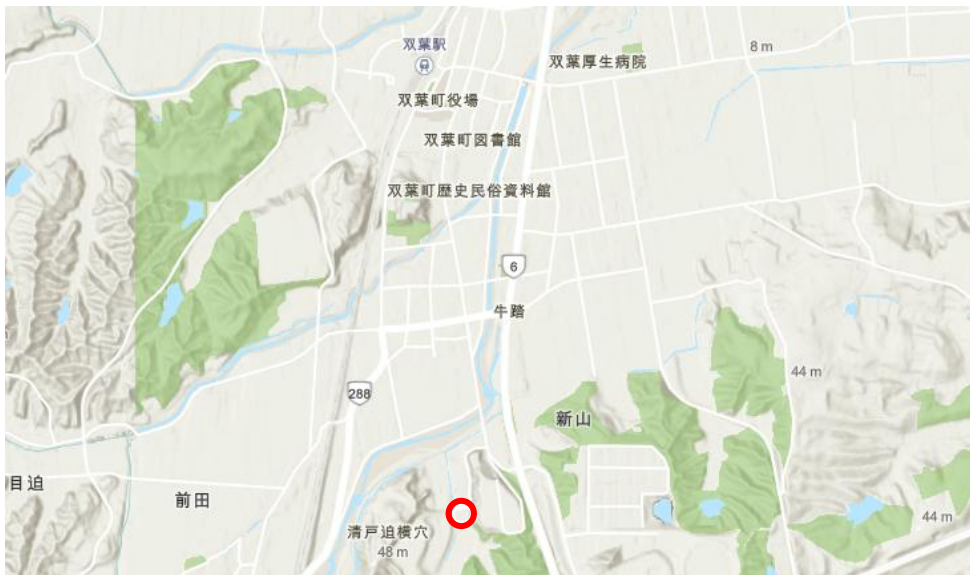 双葉駅
8 m
双葉厚生病院
双葉町役場
双葉町図書館
双葉町歴史民俗資料館
6
牛踏
44 m
288
新山
目迫
前田
44 m
清戸迫横穴
48 m